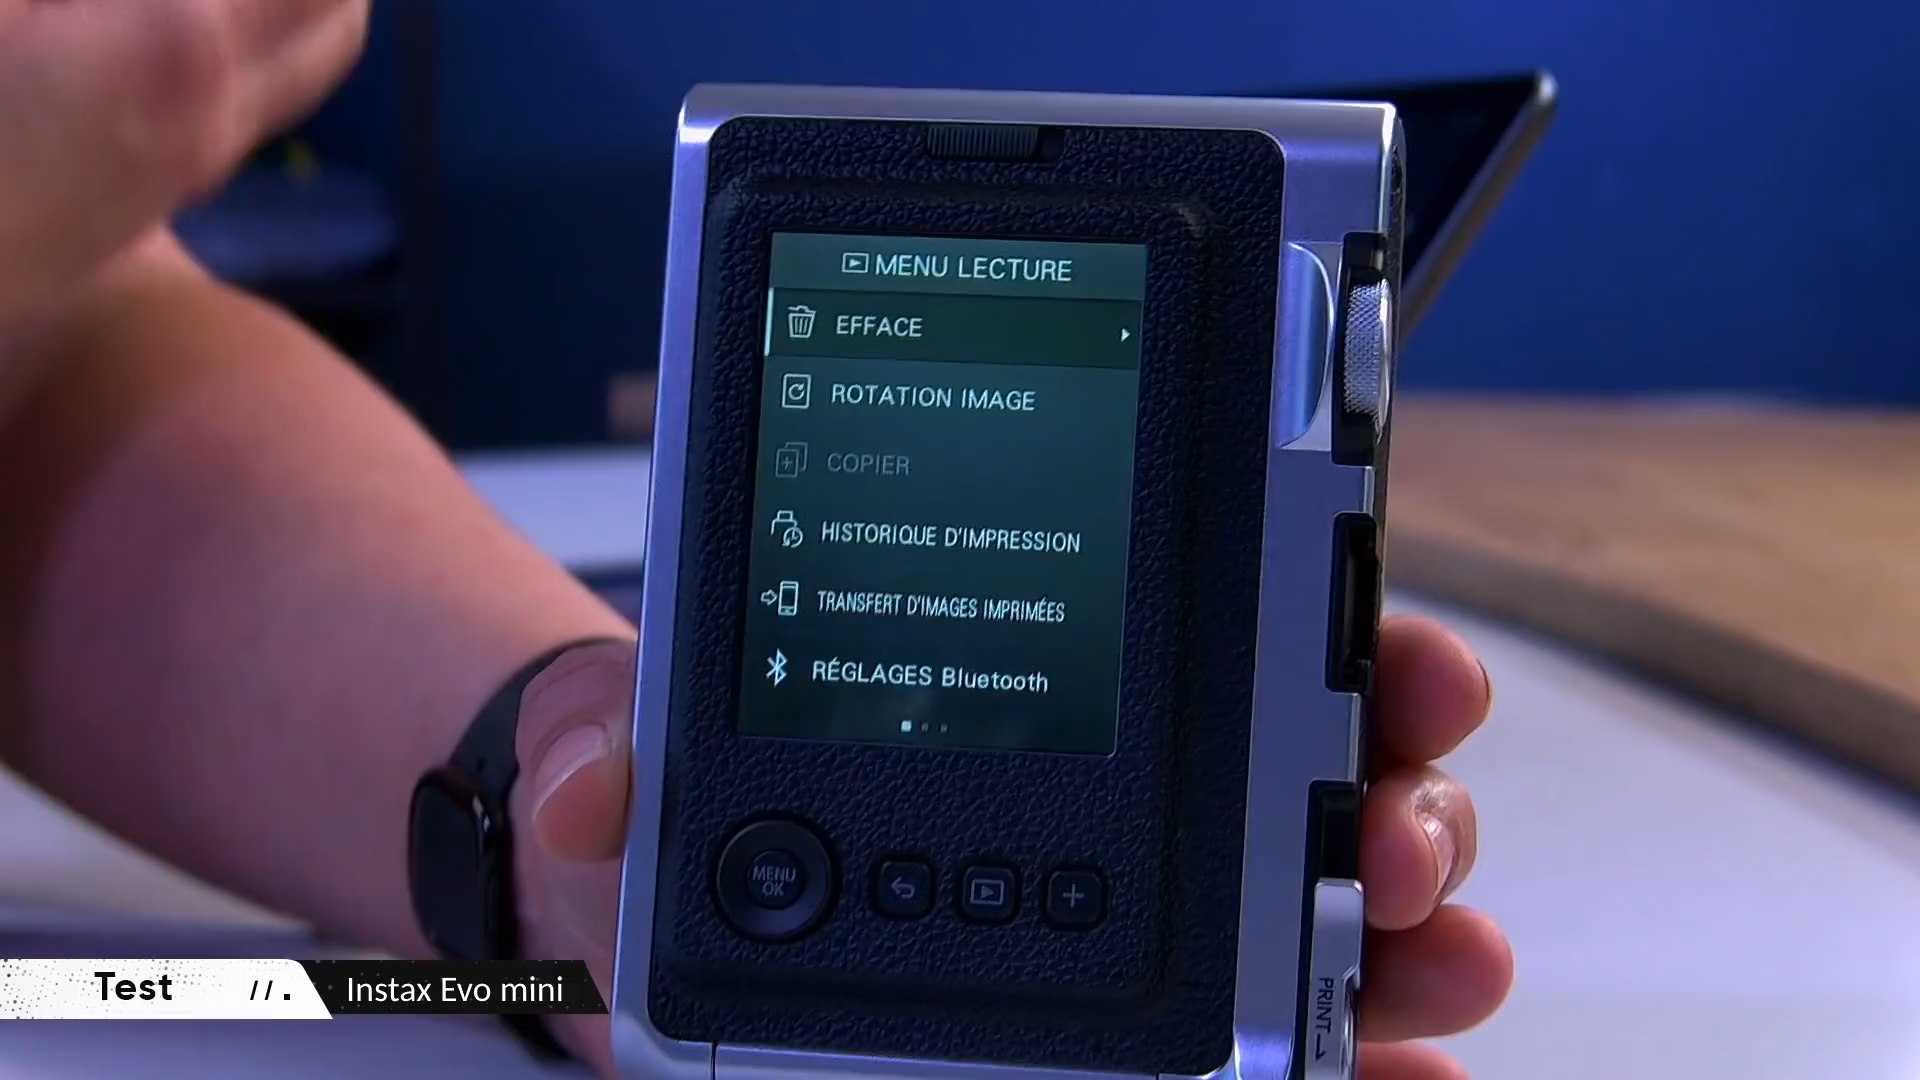 MENU LECTURE
EFFACE
ROTATION IMAGE
COPIER
HISTORIQUE D'IMPRESSION
TRANSFERT D'IMAGES IMPRIMÉES
RÉGLAGES Bluetooth
MENU
OK
PRINT
Test //.
Instax Evo mini